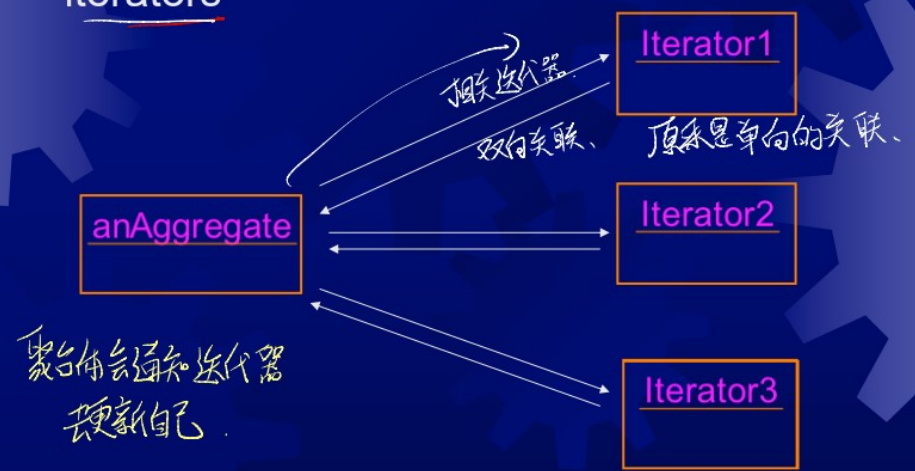 iterators
Iterator1
相关迭代器.
双向关联、
原来是单向的关联、
anAggregate
Iterator2
聚合体会通知迭代器
去更新自己.
Iterator3